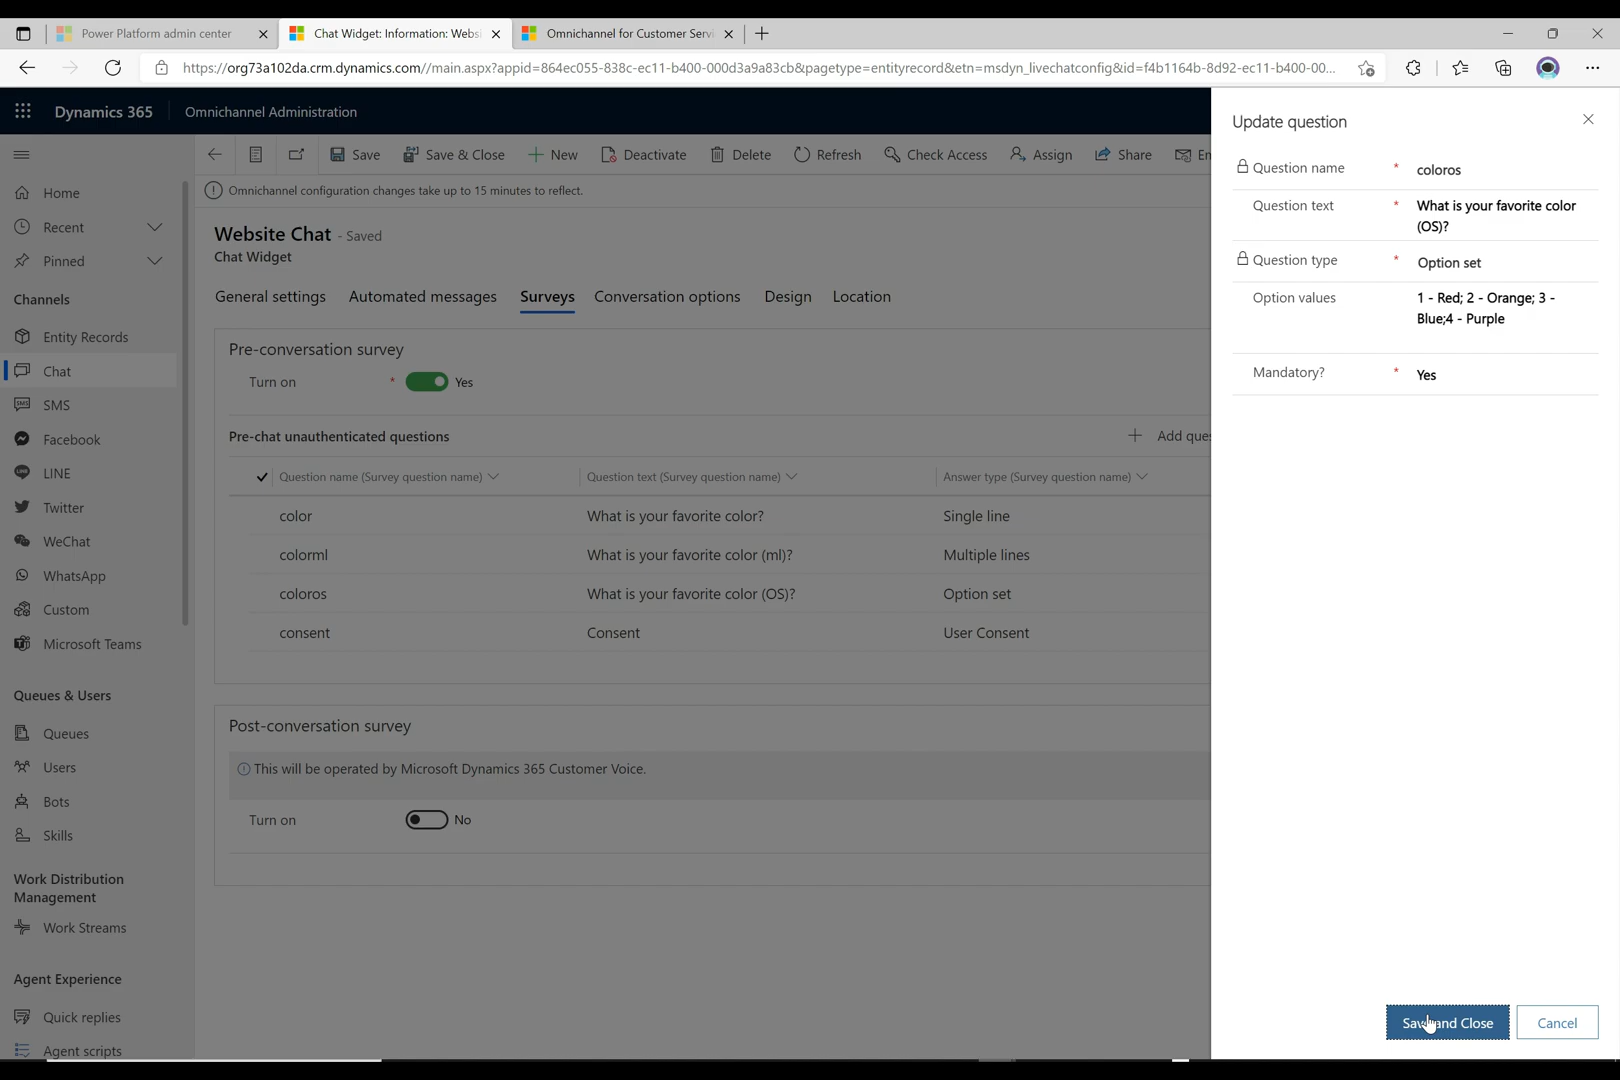 Power Platform admin center
Chat Widget: Information: Websi
Omnichannel for Customer Servi
https://org73a102da.crm.dynamics.com//main.aspx?appid=864ec055-838c-ec11-b400-000d3a9a83cb&pagetype=entityrecord&etn=msdyn_livechatconfig&id=f4b1164b-8d92-ec11-b400-00...
Dynamics 365
Omnichannel Administration
Save
Save & Close
New
Deactivate
Delete
Refresh
Check Access
Assign
Share
Em
Omnichannel configuration changes take up to 15 minutes to reflect.
Home
Recent
Pinned
Channels
Entity Records
Chat
SMS
Facebook
LINE
Twitter
WeChat
WhatsApp
Custom
Microsoft Teams
Queues & Users
Queues
Users
Bots
Skills
Work Distribution
Management
Work Streams
Agent Experience
Quick replies
Agent scripts
Website Chat - Saved
Chat Widget
General settings
Automated messages
Surveys
Conversation options
Design
Location
Pre-conversation survey
Turn on * Yes
Pre-chat unauthenticated questions
Add ques
Question name (Survey question name)
Question text (Survey question name)
Answer type (Survey question name)
color What is your favorite color? Single line
colorml What is your favorite color (ml)? Multiple lines
coloros What is your favorite color (OS)? Option set
consent Consent User Consent
Post-conversation survey
This will be operated by Microsoft Dynamics 365 Customer Voice.
Turn on No
Update question
Question name * coloros
Question text * What is your favorite color
(OS)?
Question type * Option set
Option values 1 - Red; 2 - Orange; 3 -
Blue;4 - Purple
Mandatory? * Yes
Save and Close
Cancel